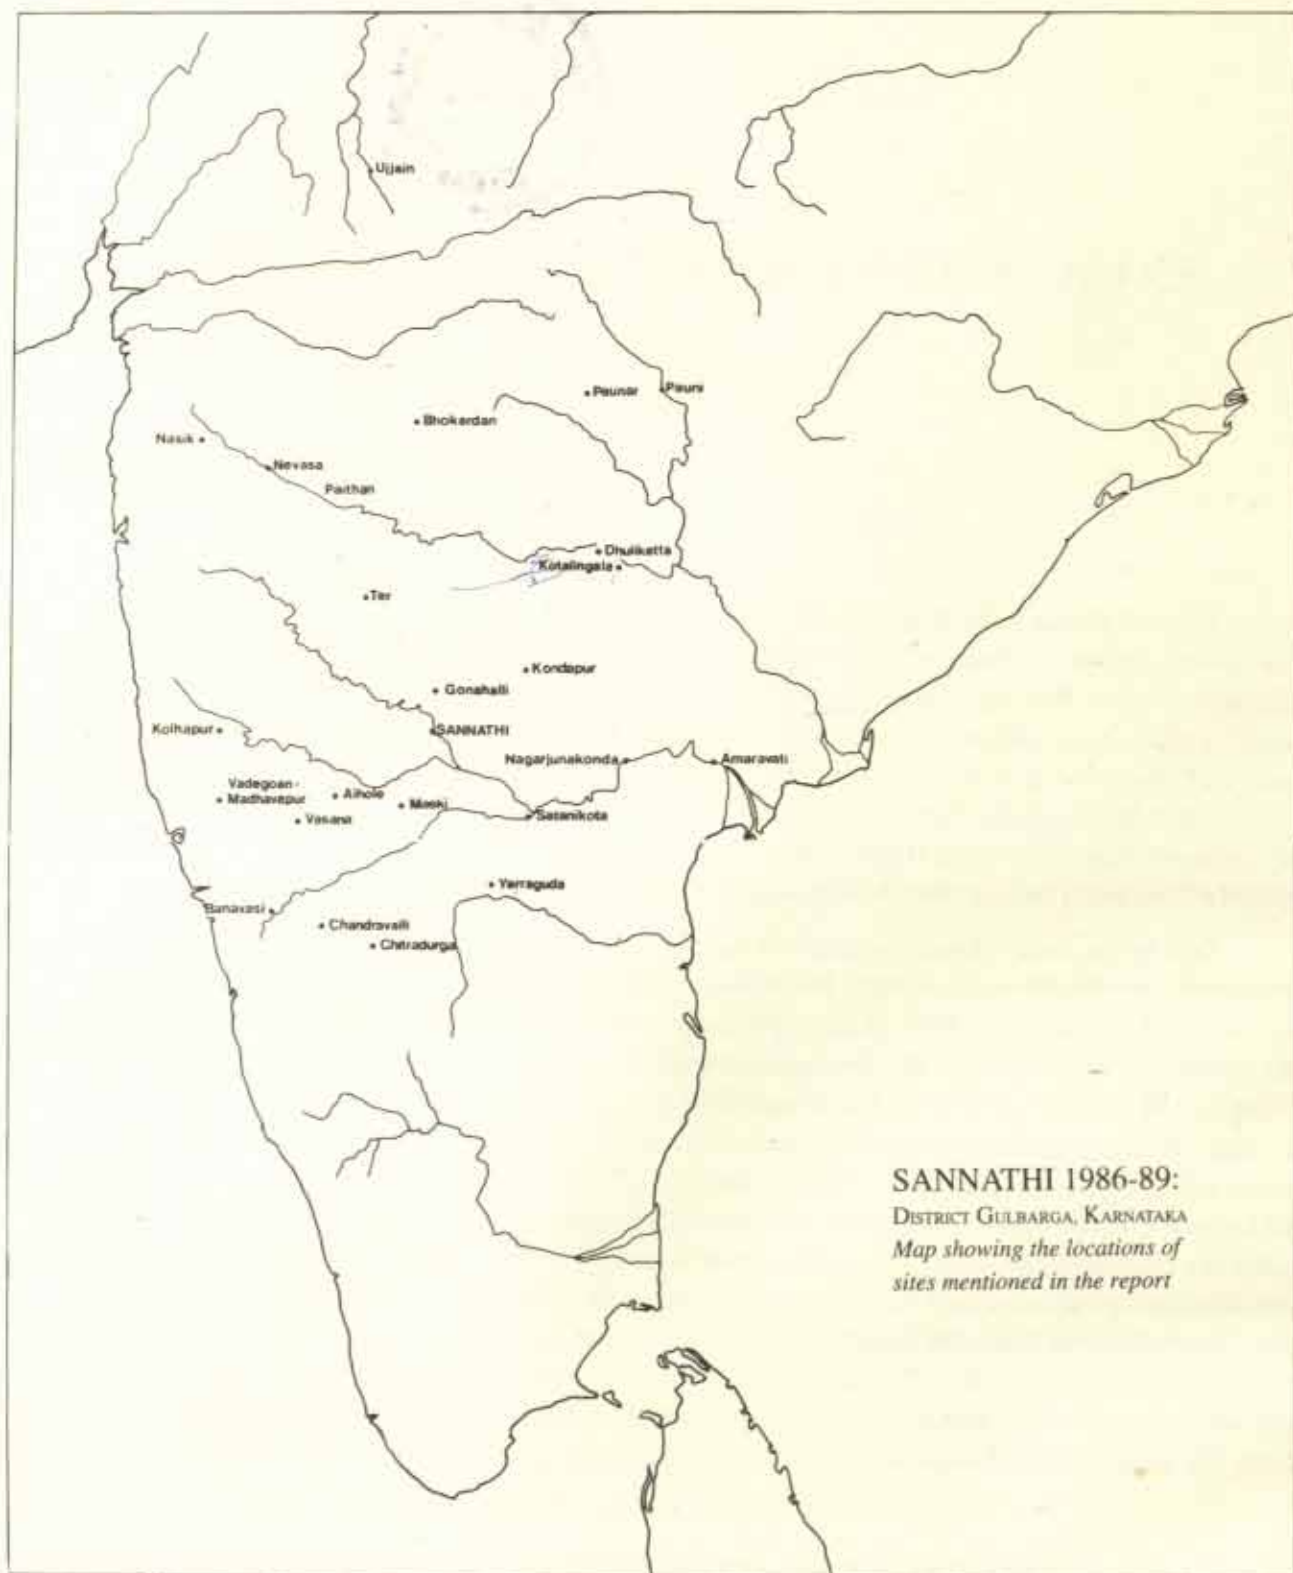 Ujjain
Paunar
Pauni
Bhokardan
Nasik
Nevasa
Paithan
Dhulikatta
Kotalingala
Ter
Kondapur
Gonahalli
Kolhapur
SANNATHI
Nagarjunakonda
Amaravati
Vadegoan-
Madhavapur
Aihole
Maski
Vasana
Satanikota
Yarraguda
Banavasi
Chandravalli
Chitradurga
SANNATHI 1986-89:
DISTRICT GULBARGA, KARNATAKA
Map showing the locations of
sites mentioned in the report